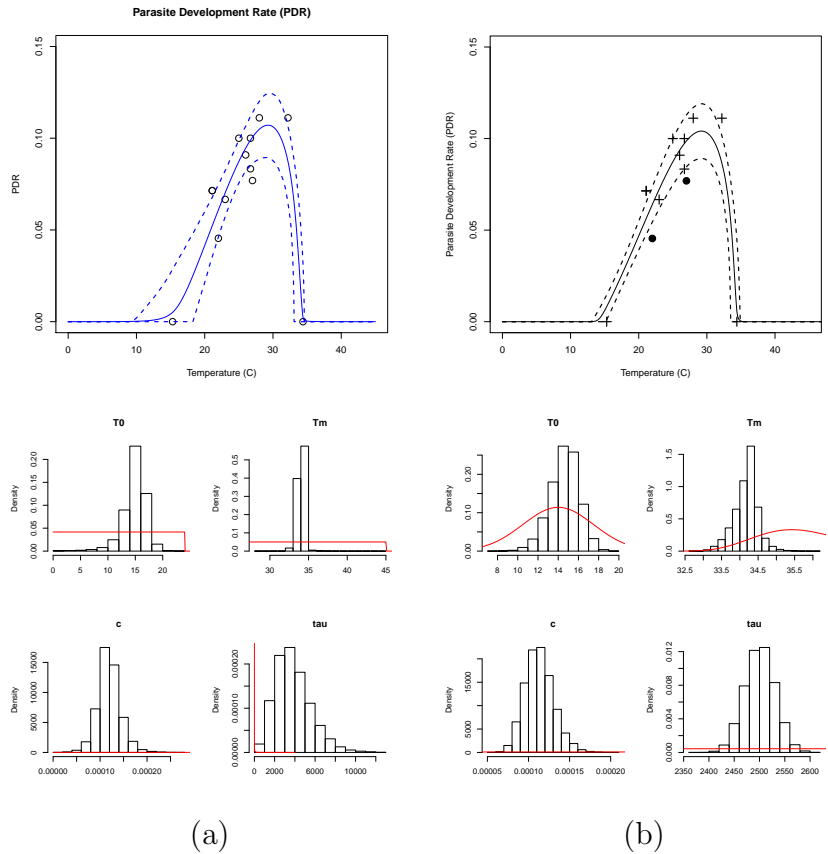 Parasite Development Rate (PDR)
PDR
0.00 0.05 0.10 0.15
0 10 20 30 40
Temperature (C)
Parasite Development Rate (PDR)
0.00 0.05 0.10 0.15
0 10 20 30 40
Temperature (C)
T0
Density
0.00 0.05 0.10 0.20
0 5 10 15 20
Tm
Density
0.0 0.1 0.2 0.3 0.4 0.5
30 35 40 45
T0
Density
0.00 0.10 0.20
8 10 12 14 16 18 20
Tm
Density
0.0 0.5 1.0 1.5
32.5 33.5 34.5 35.5
c
Density
0 5000 10000 15000
0.00000 0.00010 0.00020
tau
Density
0.00000 0.00010 0.00020
0 2000 6000 10000
c
Density
0 5000 15000
0.00005 0.00010 0.00015 0.00020
tau
Density
0.000 0.004 0.008 0.012
2350 2400 2450 2500 2550 2600
(a)
(b)